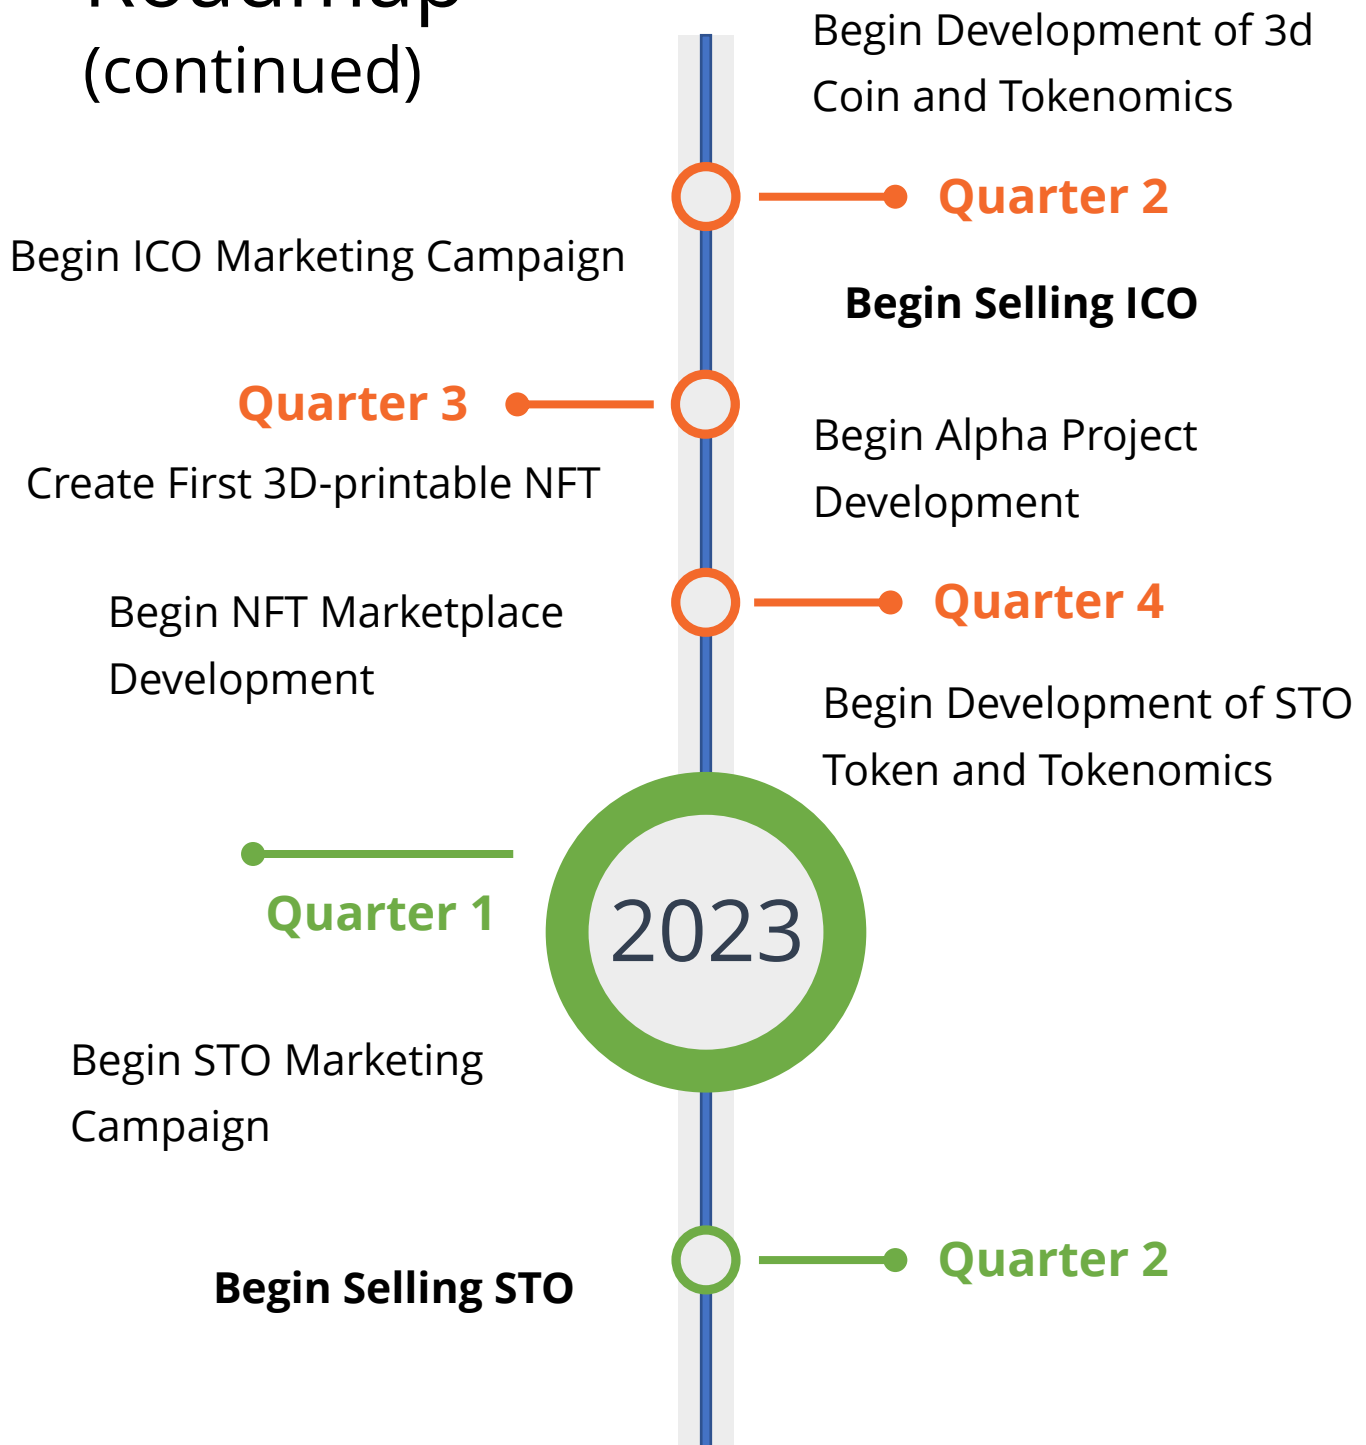 Roadmap
(continued)
Begin Development of 3d
Coin and Tokenomics
Quarter 2
Begin ICO Marketing Campaign
Begin Selling ICO
Quarter 3
Begin Alpha Project
Development
Create First 3D-printable NFT
Quarter 4
Begin NFT Marketplace
Development
Begin Development of STO
Token and Tokenomics
Quarter 1
2023
Begin STO Marketing
Campaign
Quarter 2
Begin Selling STO